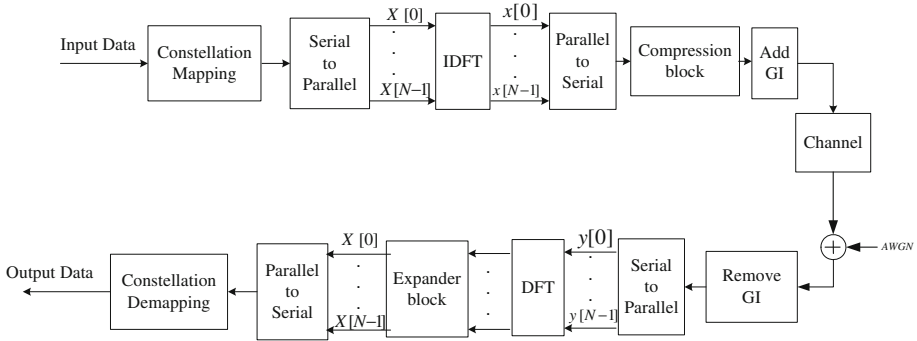 Input Data
Constellation
Mapping
Serial
to
Parallel
X [0]
X[N−1]
IDFT
x[0]
x[N−1]
Parallel
to
Serial
Compression
block
Add
GI
Channel
AWGN
Remove
GI
Serial
to
Parallel
y[0]
y[N−1]
DFT
Expander
block
X [0]
X[N−1]
Parallel
to
Serial
Constellation
Demapping
Output Data